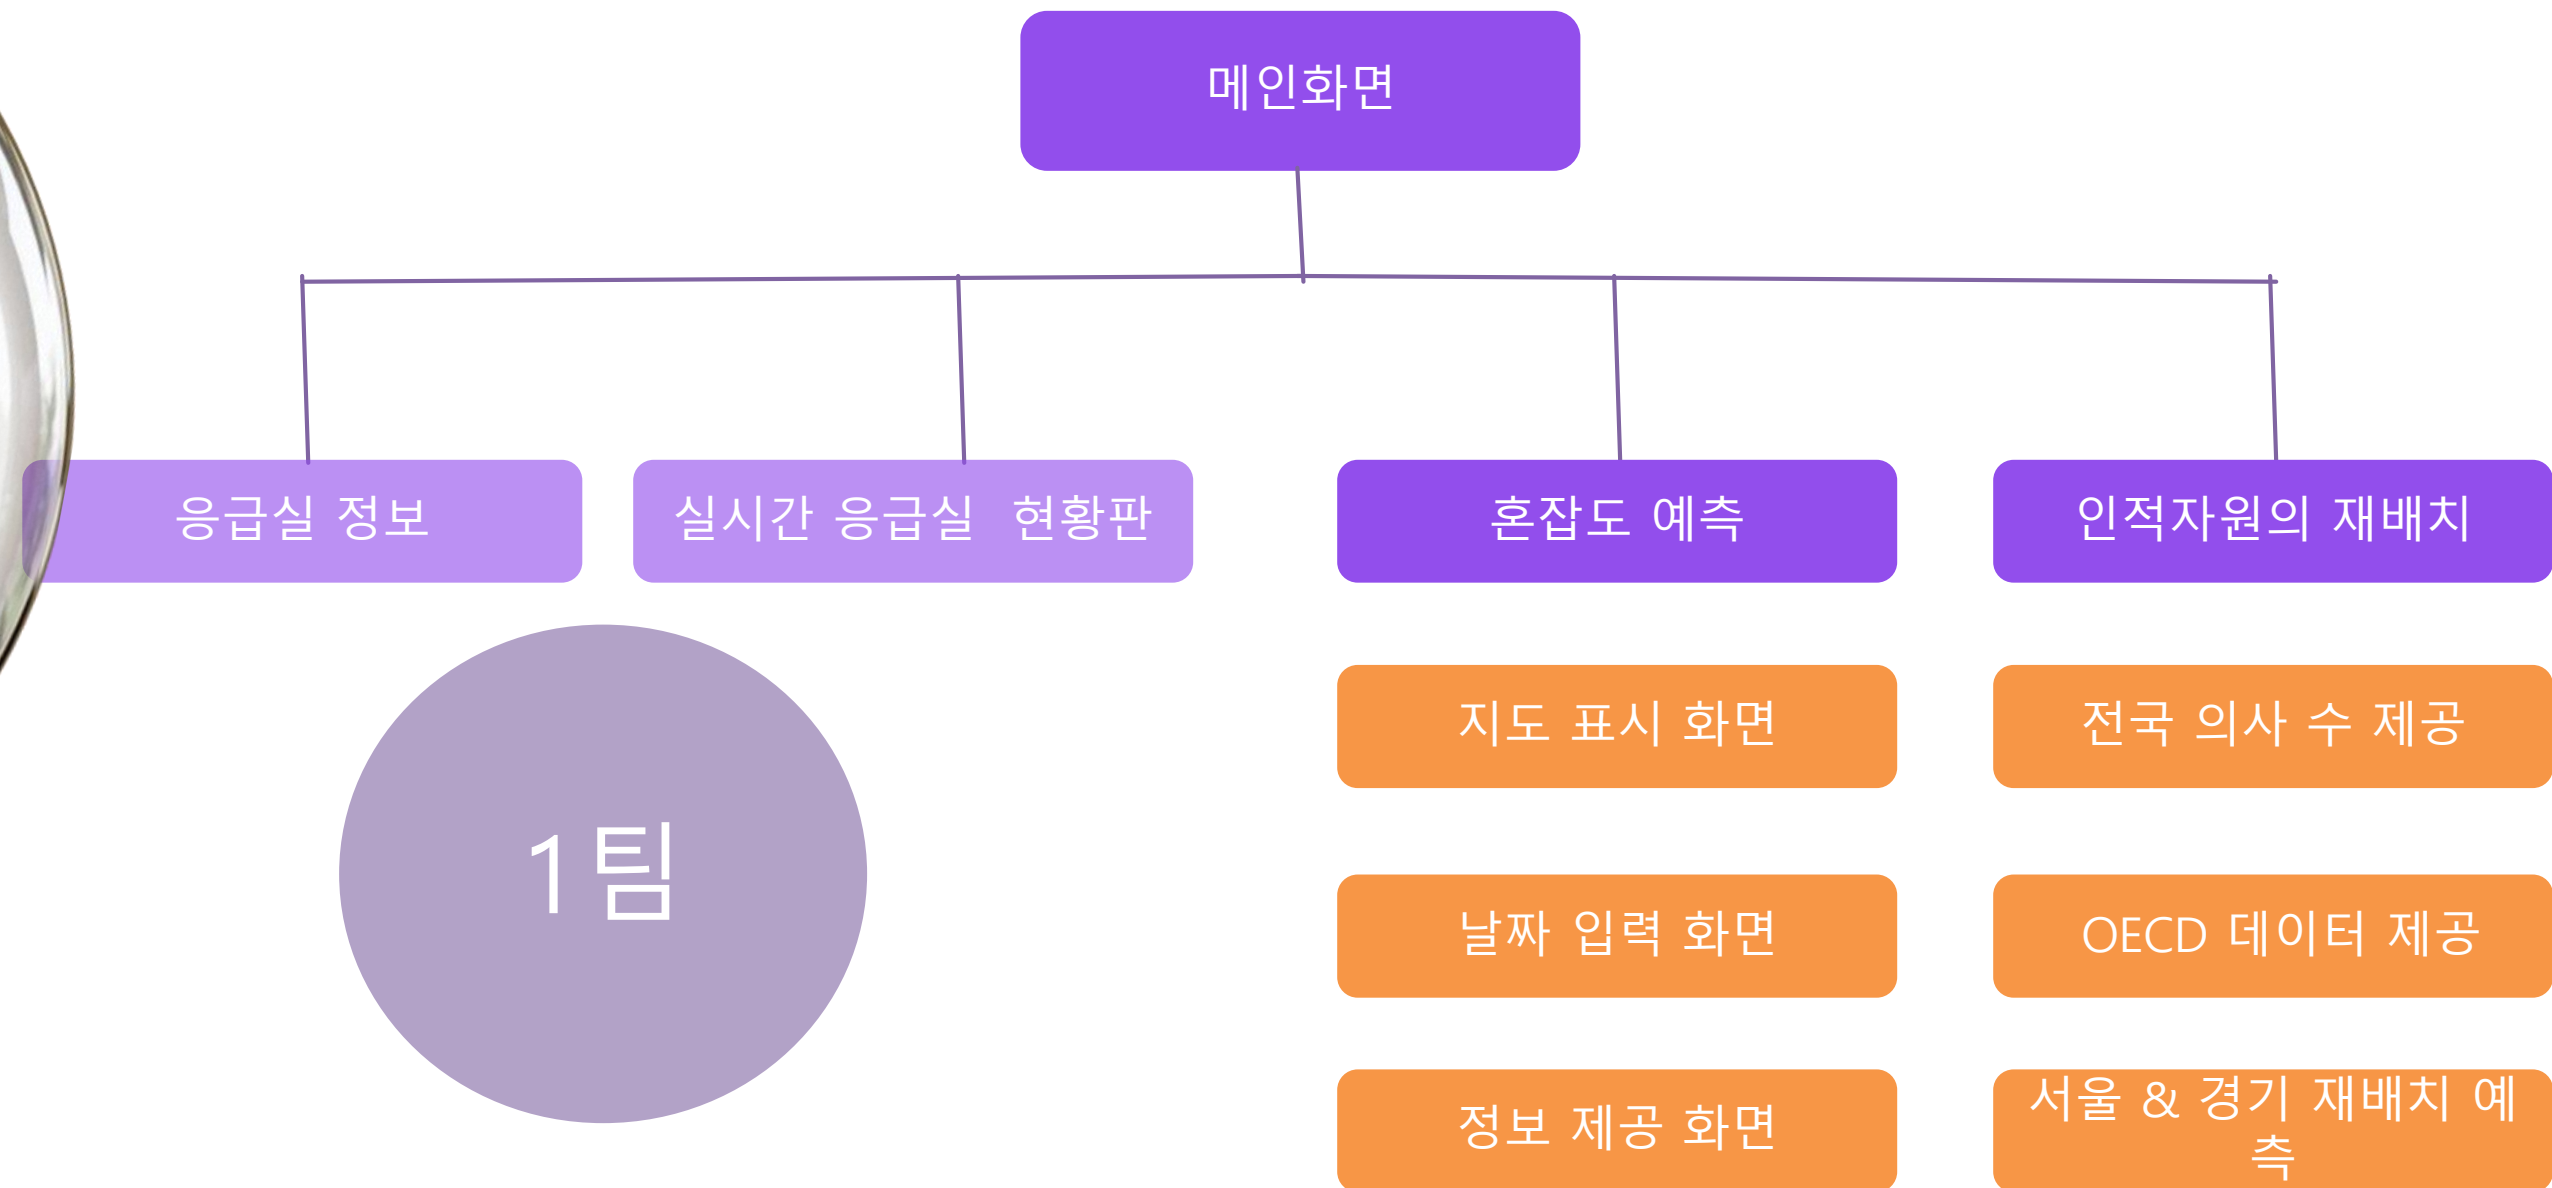 메인화면
응급실 정보
실시간 응급실 현황판
혼잡도 예측
인적자원의 재배치
1팀
지도 표시 화면
전국 의사 수 제공
날짜 입력 화면
OECD 데이터 제공
정보 제공 화면
서울 & 경기 재배치 예
측